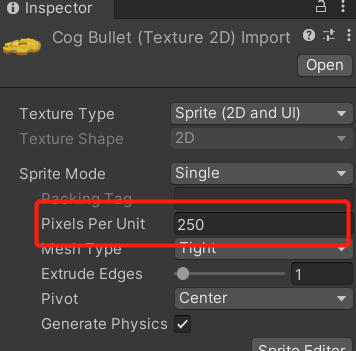 Inspector
Cog Bullet (Texture 2D) Import
Open
Texture Type Sprite (2D and UI)
Texture Shape 2D
Sprite Mode Single
Packing Tag
Pixels Per Unit 250
Mesh Type Tight
Extrude Edges 1
Pivot Center
Generate Physics
Sprite Editor